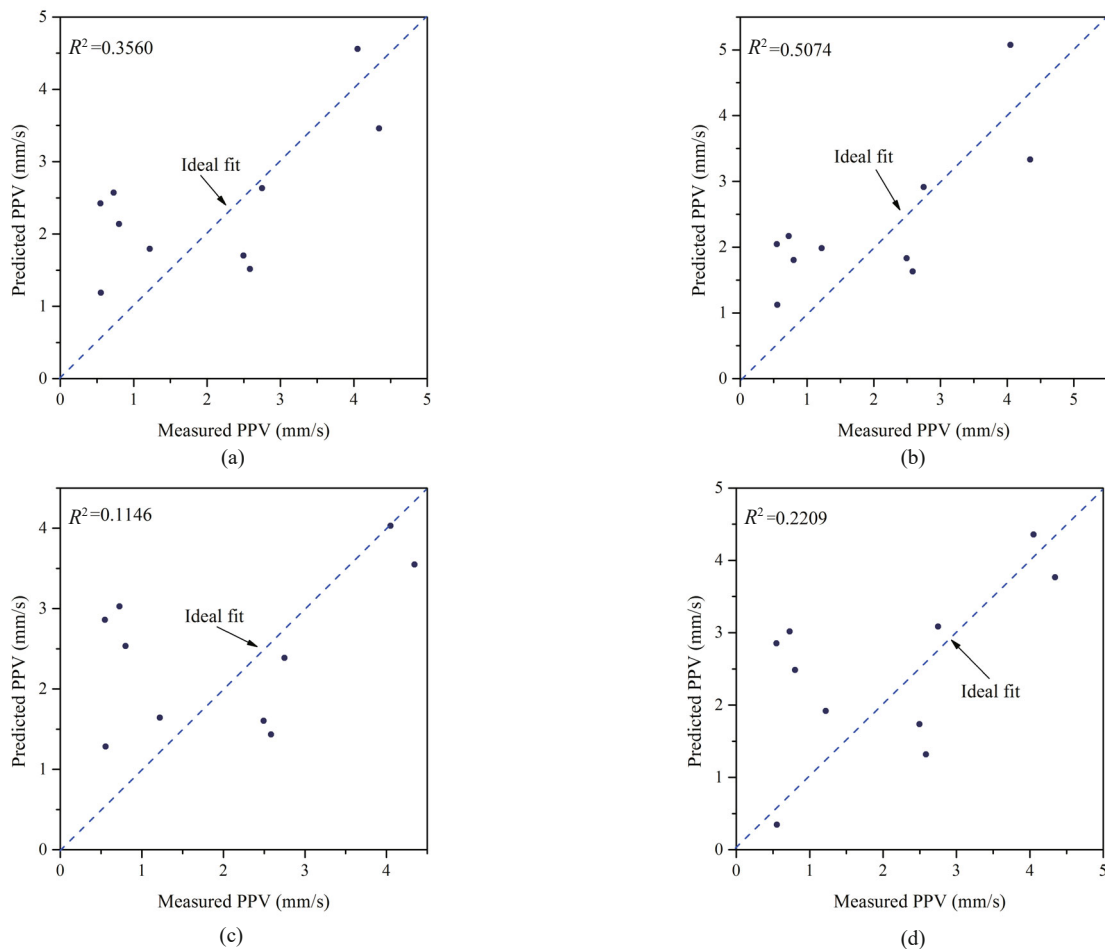 5
4
3
2
1
0
0 1 2 3 4 5
R²=0.3560
Ideal fit
Predicted PPV (mm/s)
Measured PPV (mm/s)
(a)
5
4
3
2
1
0
0 1 2 3 4 5
R²=0.5074
Ideal fit
Predicted PPV (mm/s)
Measured PPV (mm/s)
(b)
4
3
2
1
0
0 1 2 3 4
R²=0.1146
Ideal fit
Predicted PPV (mm/s)
Measured PPV (mm/s)
(c)
5
4
3
2
1
0
0 1 2 3 4 5
R²=0.2209
Ideal fit
Predicted PPV (mm/s)
Measured PPV (mm/s)
(d)